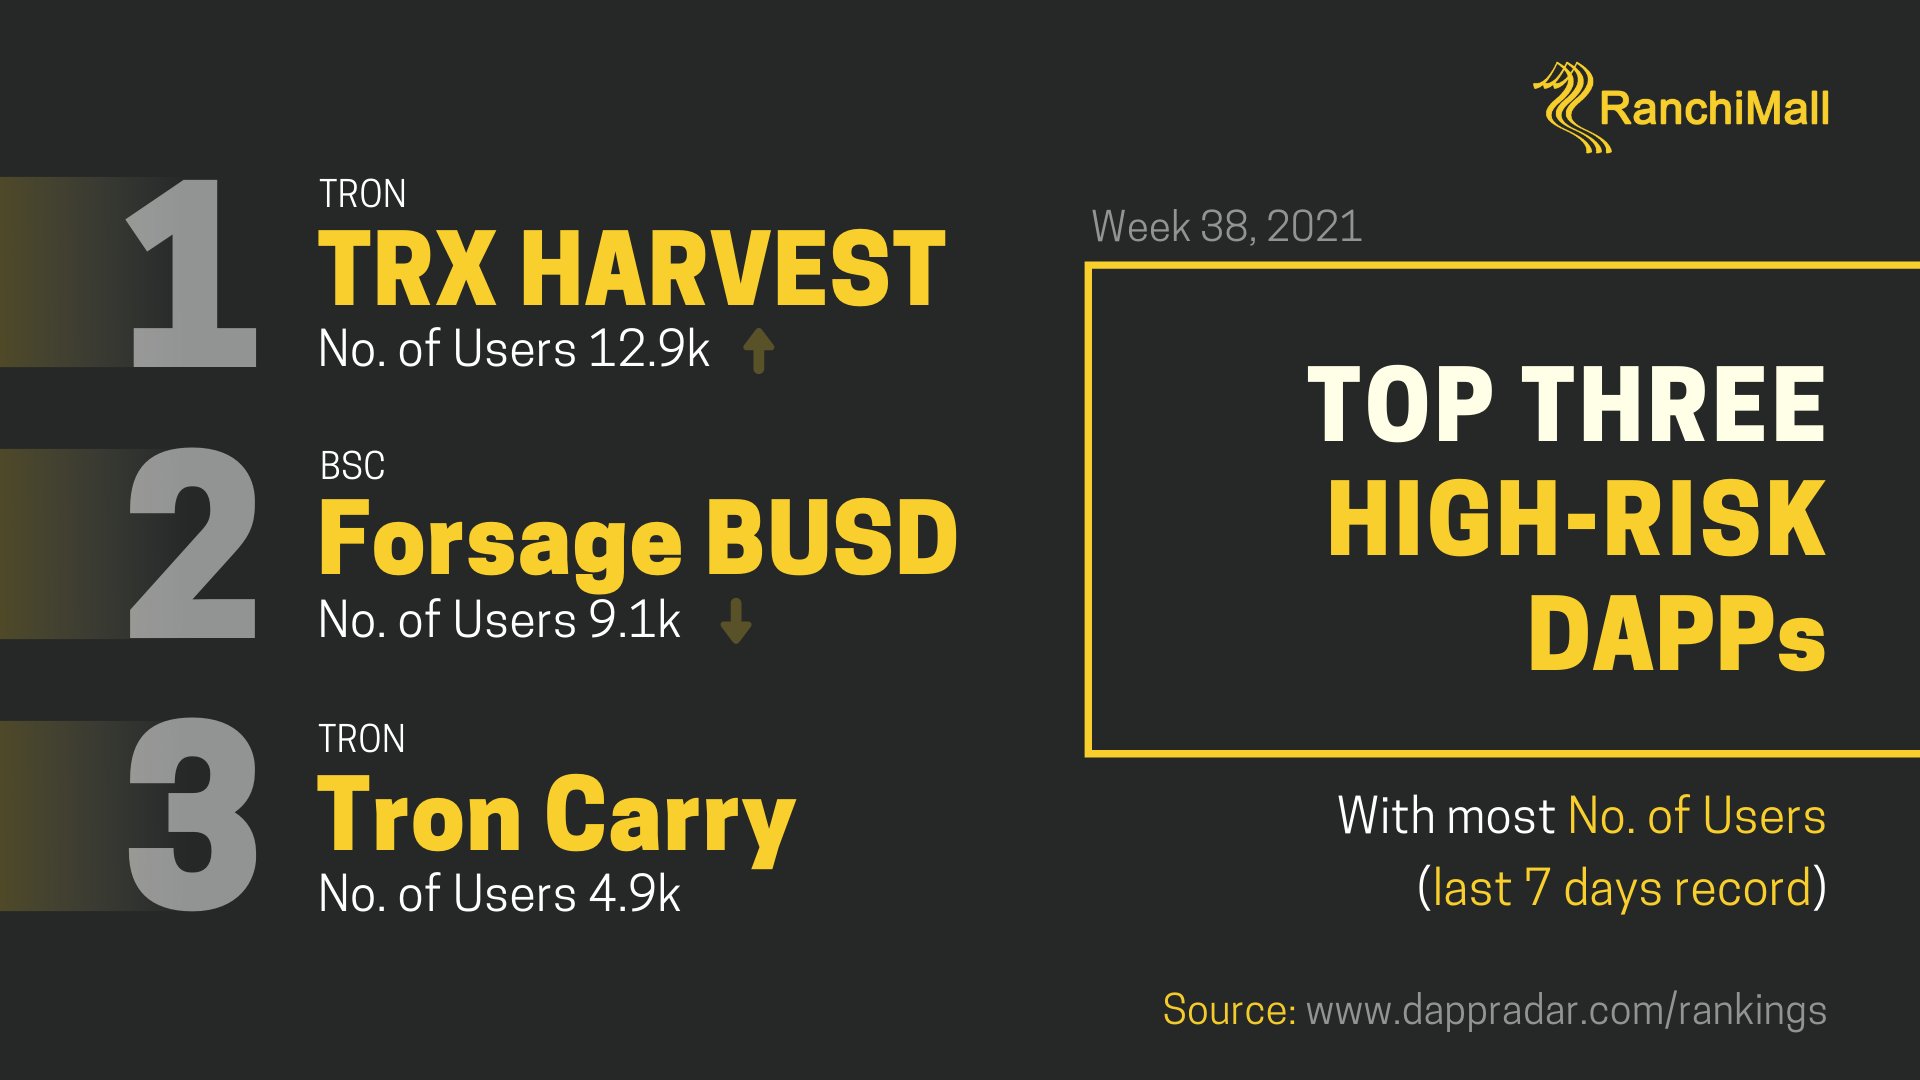 RanchiMall
1
TRON
TRX HARVEST
No. of Users 12.9k
2
BSC
Forsage BUSD
No. of Users 9.1k
3
TRON
Tron Carry
No. of Users 4.9k
Week 38, 2021
TOP THREE
HIGH-RISK
DAPPs
With most No. of Users
(last 7 days record)
Source: www.dappradar.com/rankings